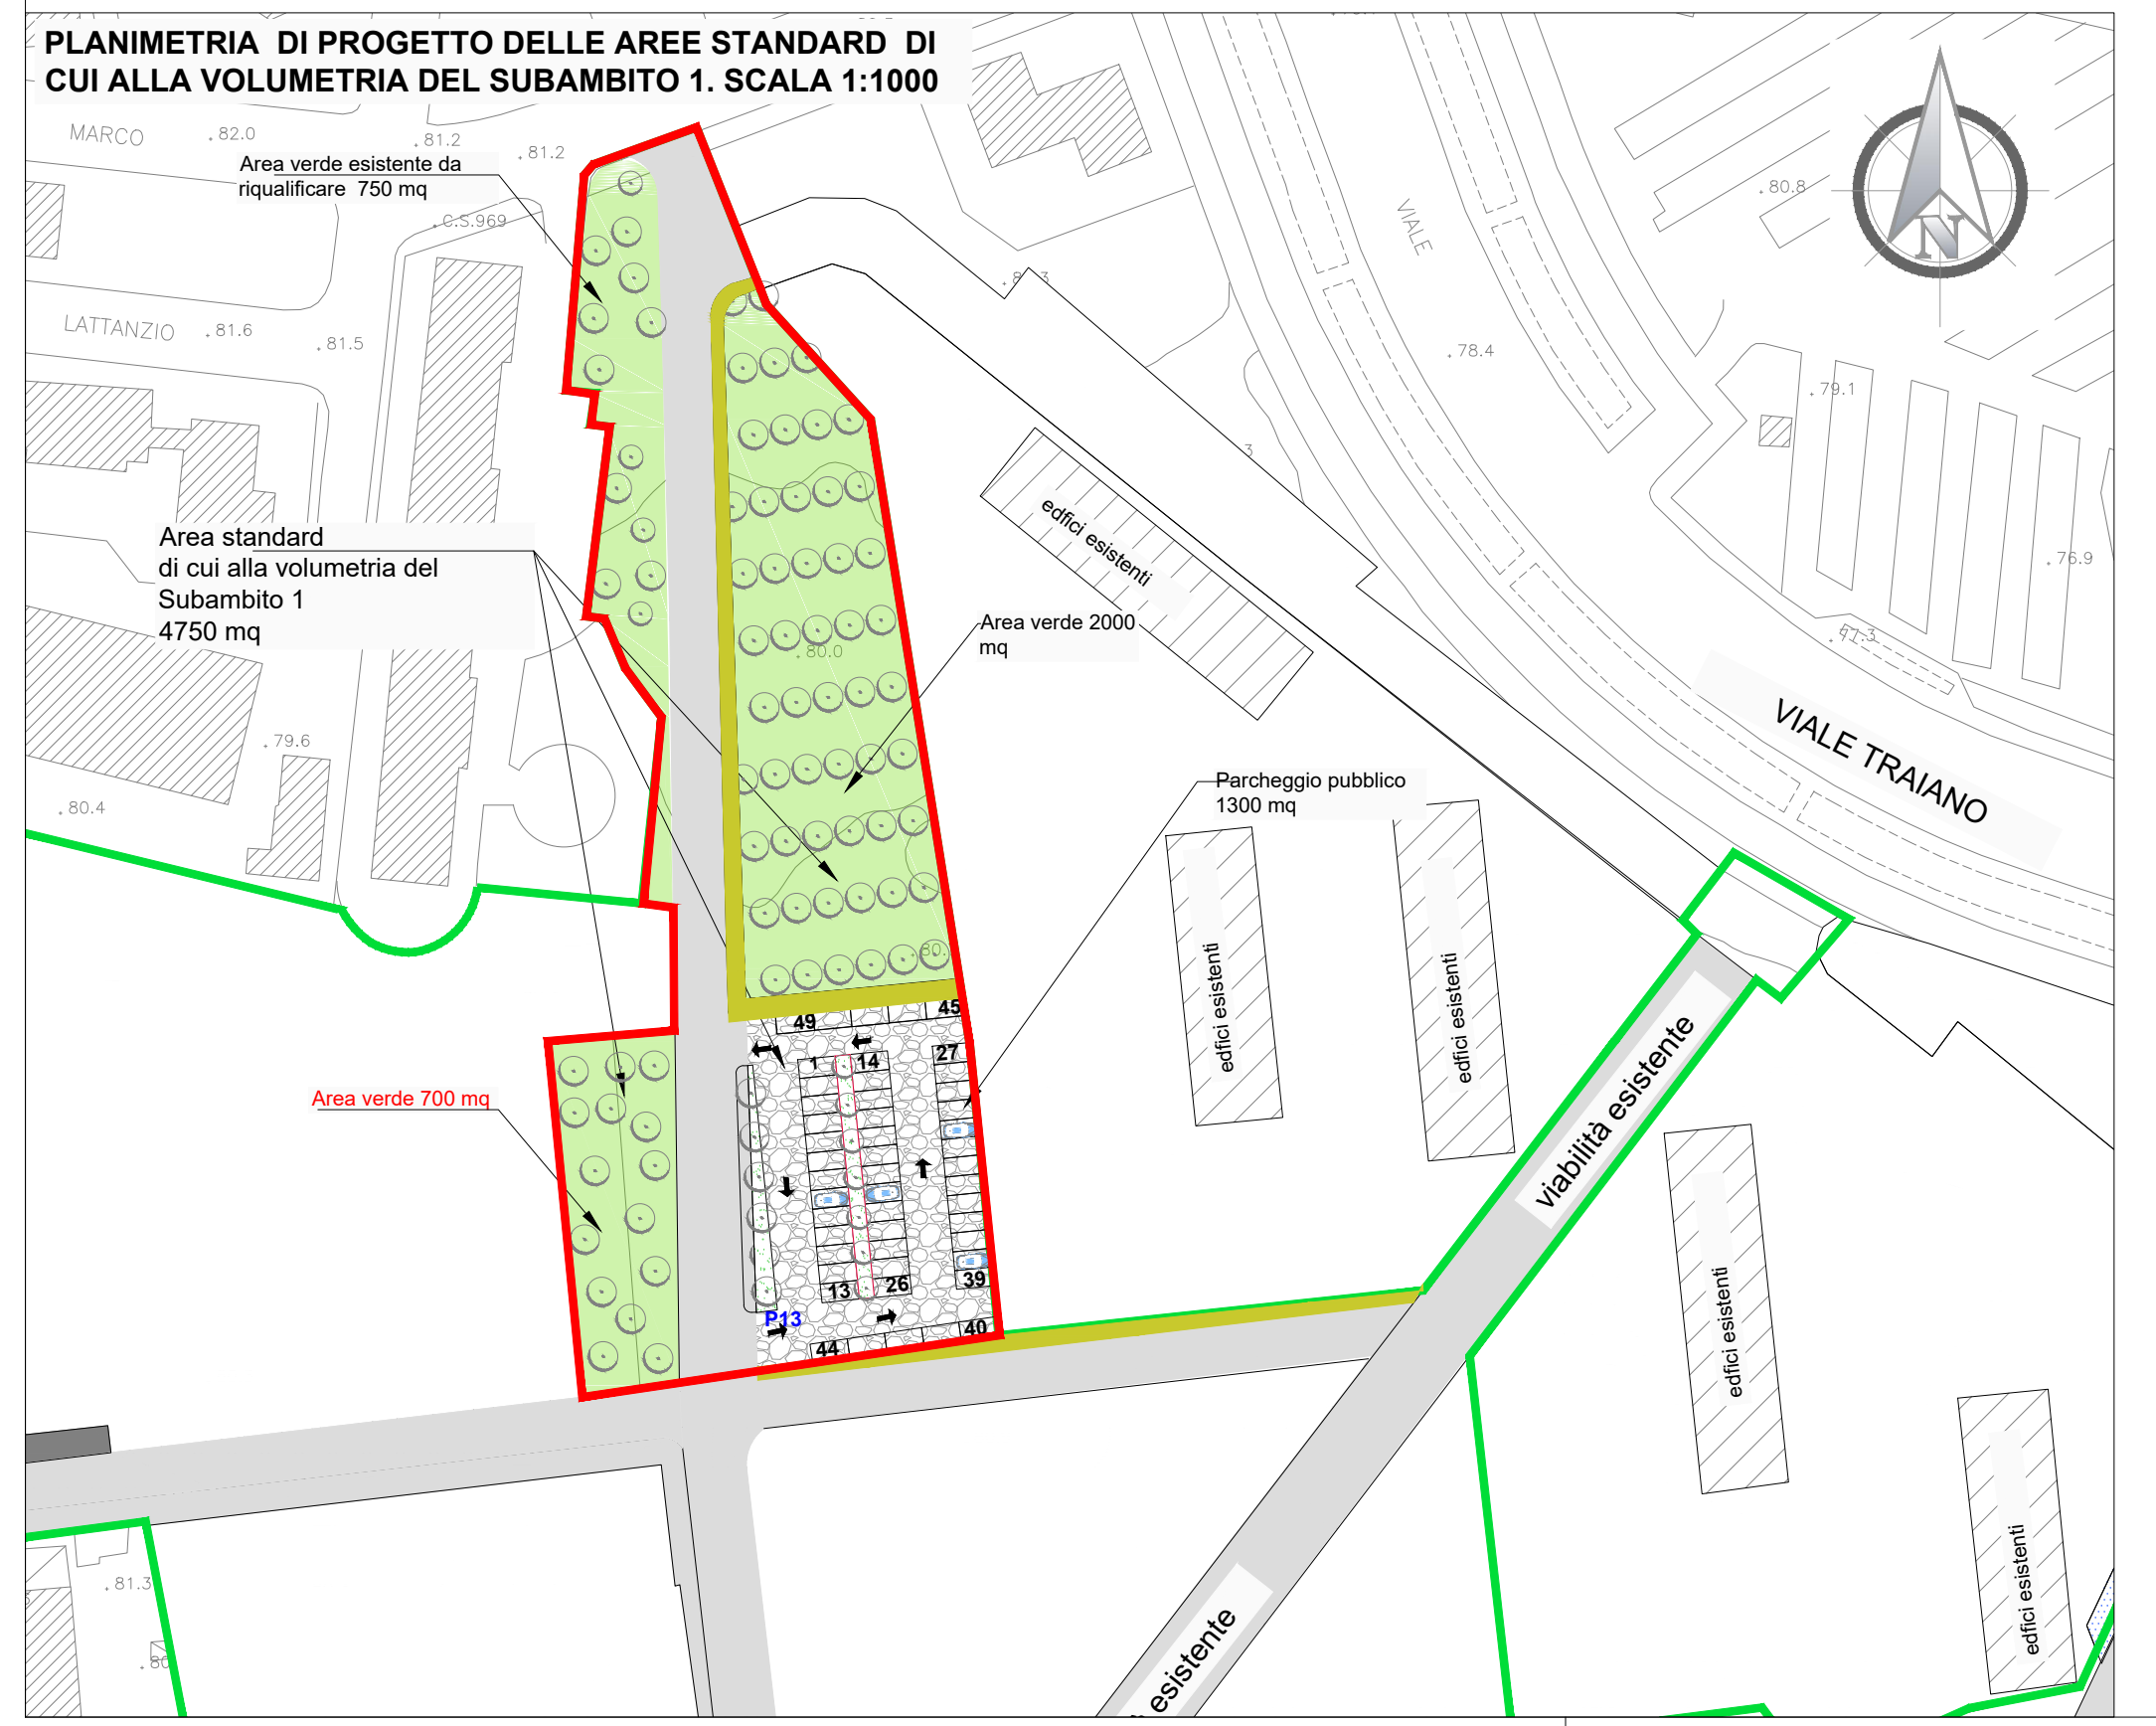 PLANIMETRIA DI PROGETTO DELLE AREE STANDARD DI
CUI ALLA VOLUMETRIA DEL SUBAMBITO 1. SCALA 1:1000
MARCO
82.0
81.2
81.2
Area verde esistente da
riqualificare 750 mq
C.S.969
LATTANZIO
81.6
81.5
VIALE
80.8
N
78.4
79.1
76.9
77.3
Area standard
di cui alla volumetria del
Subambito 1
4750 mq
edfici esistenti
Area verde 2000
mq
80.0
79.6
80.4
VIALE TRAIANO
Parcheggio pubblico
1300 mq
edfici esistenti
edfici esistenti
80.
49
45
1
14
27
Area verde 700 mq
viabilità esistente
13
26
39
P13
44
40
edfici esistenti
edfici esistenti
81.3
80
esistente